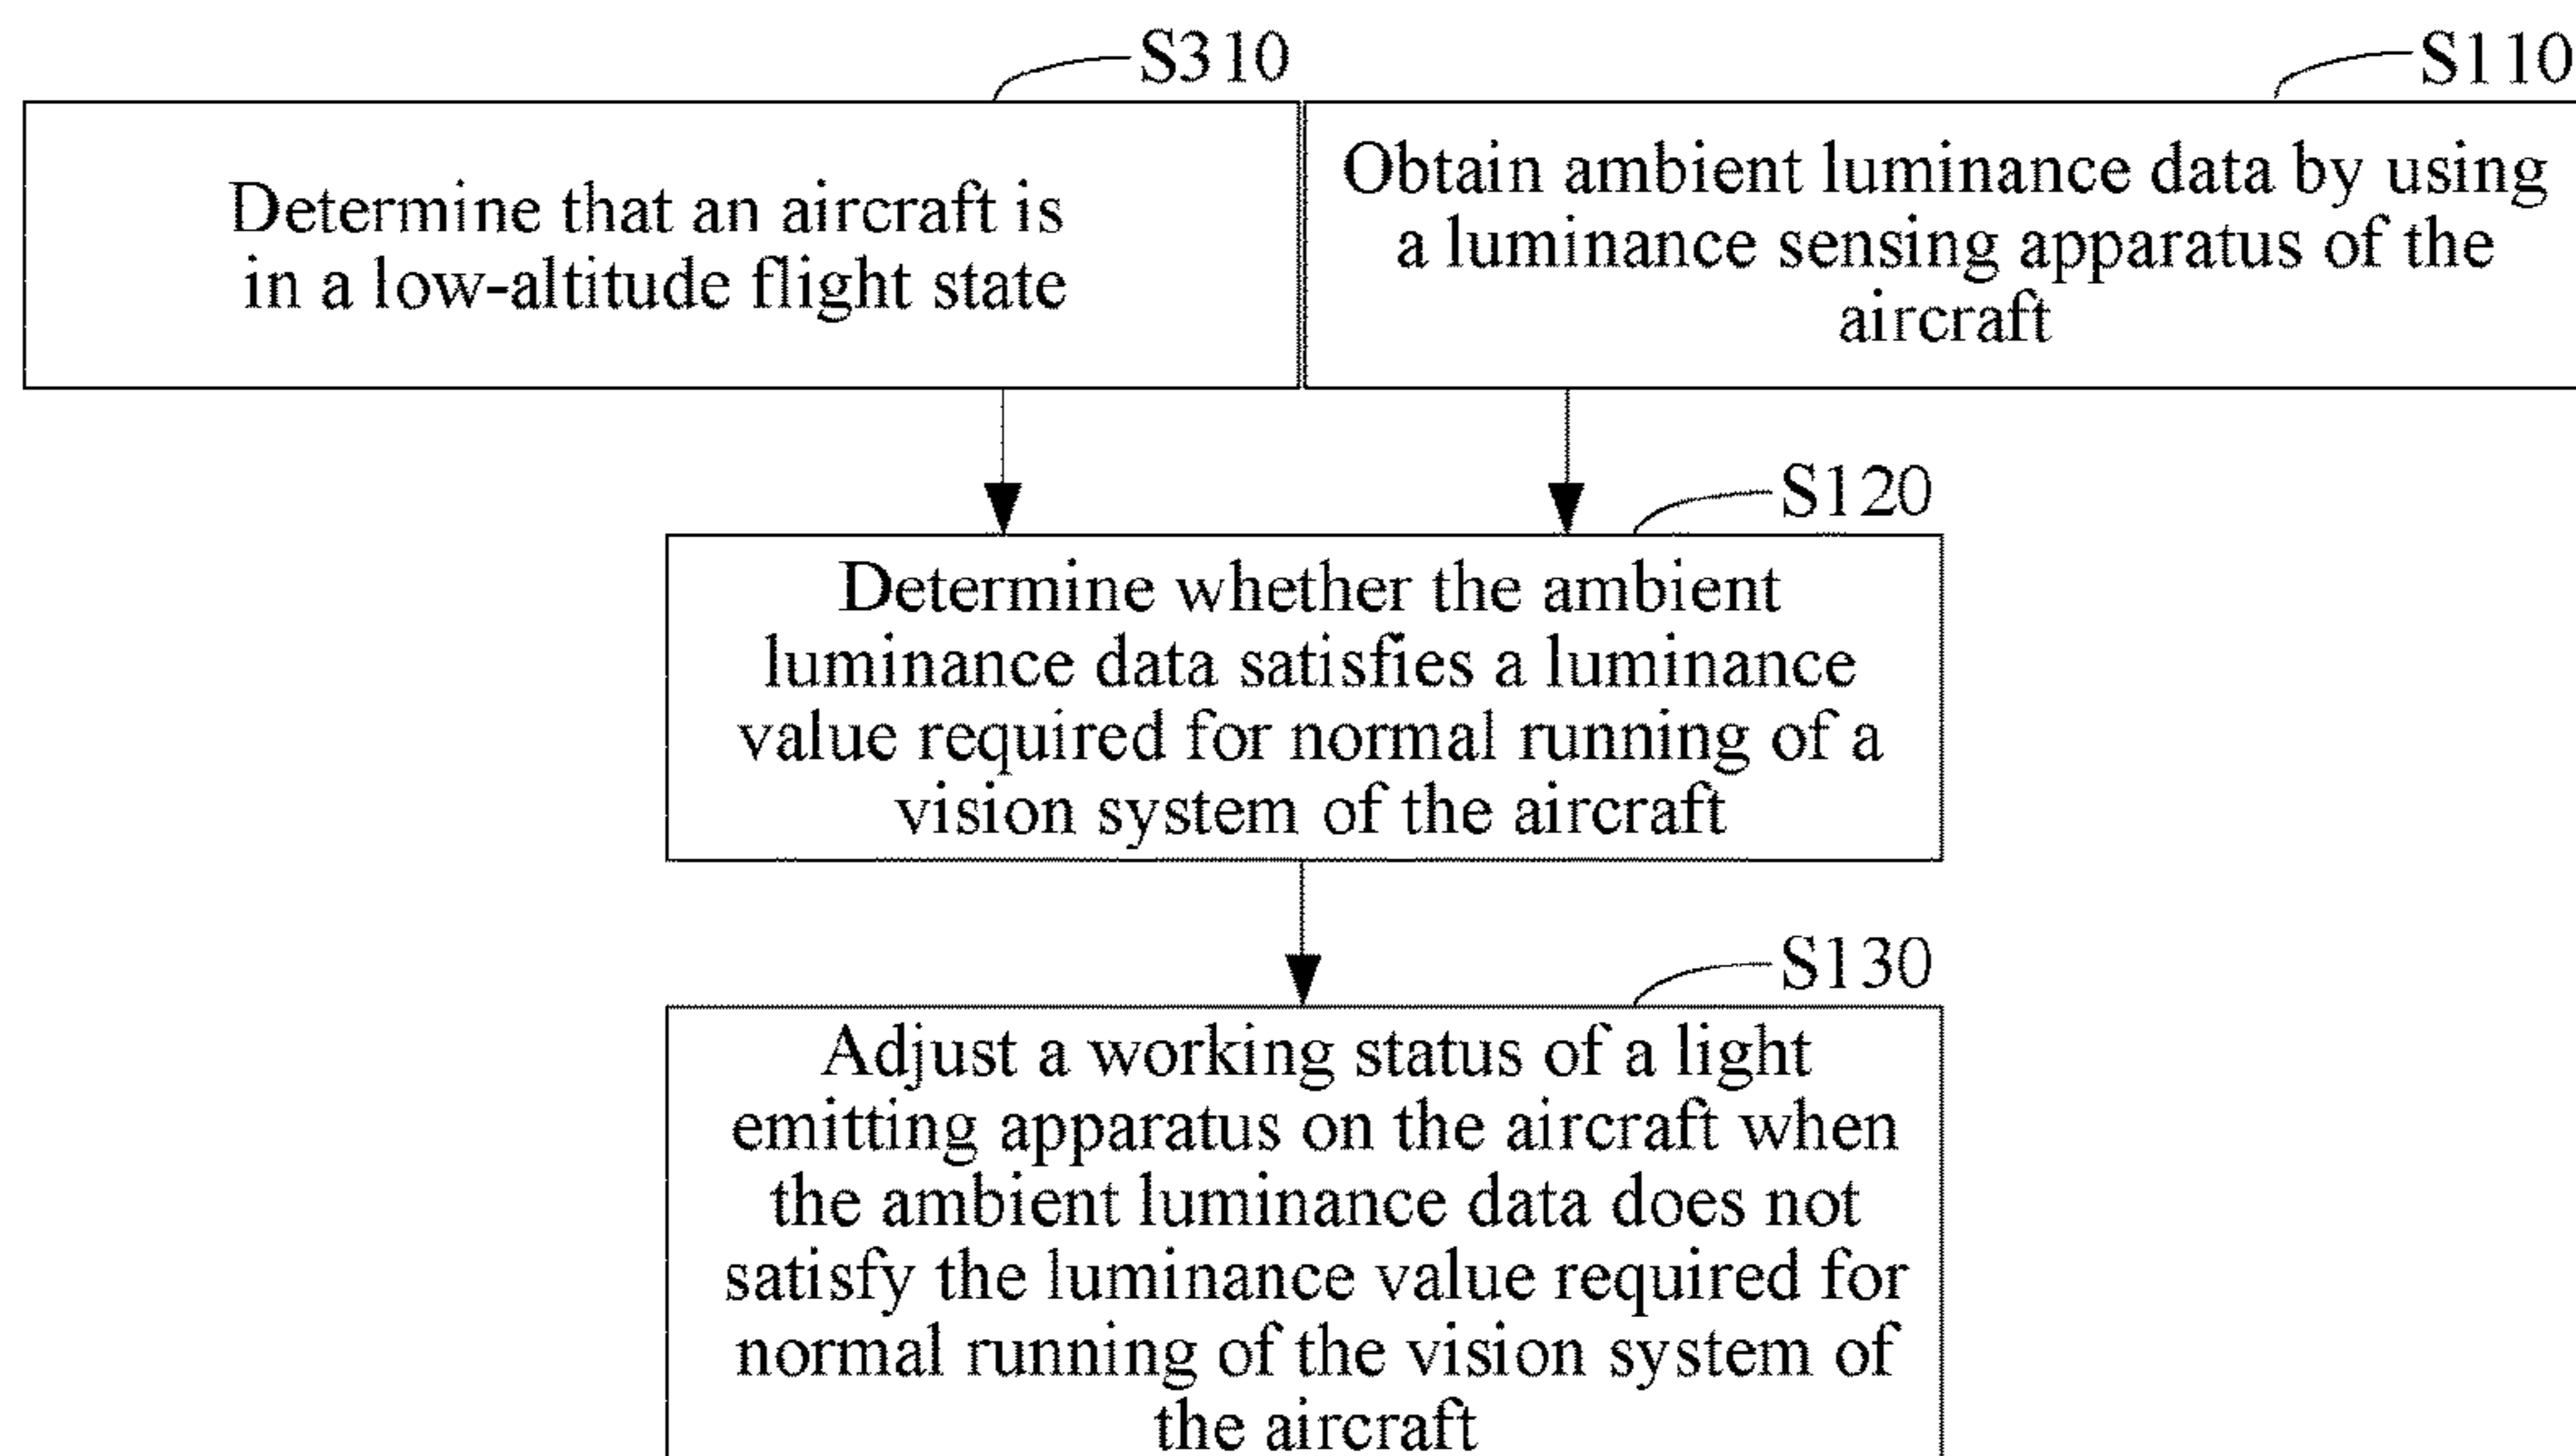 S310
Determine that an aircraft is
in a low-altitude flight state
S110
Obtain ambient luminance data by using
a luminance sensing apparatus of the
aircraft
S120
Determine whether the ambient
luminance data satisfies a luminance
value required for normal running of a
vision system of the aircraft
S130
Adjust a working status of a light
emitting apparatus on the aircraft when
the ambient luminance data does not
satisfy the luminance value required for
normal running of the vision system of
the aircraft